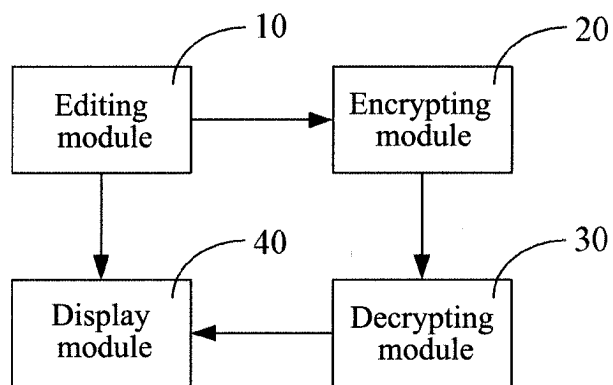 10
20
Editing
module
Encrypting
module
40
30
Display
module
Decrypting
module